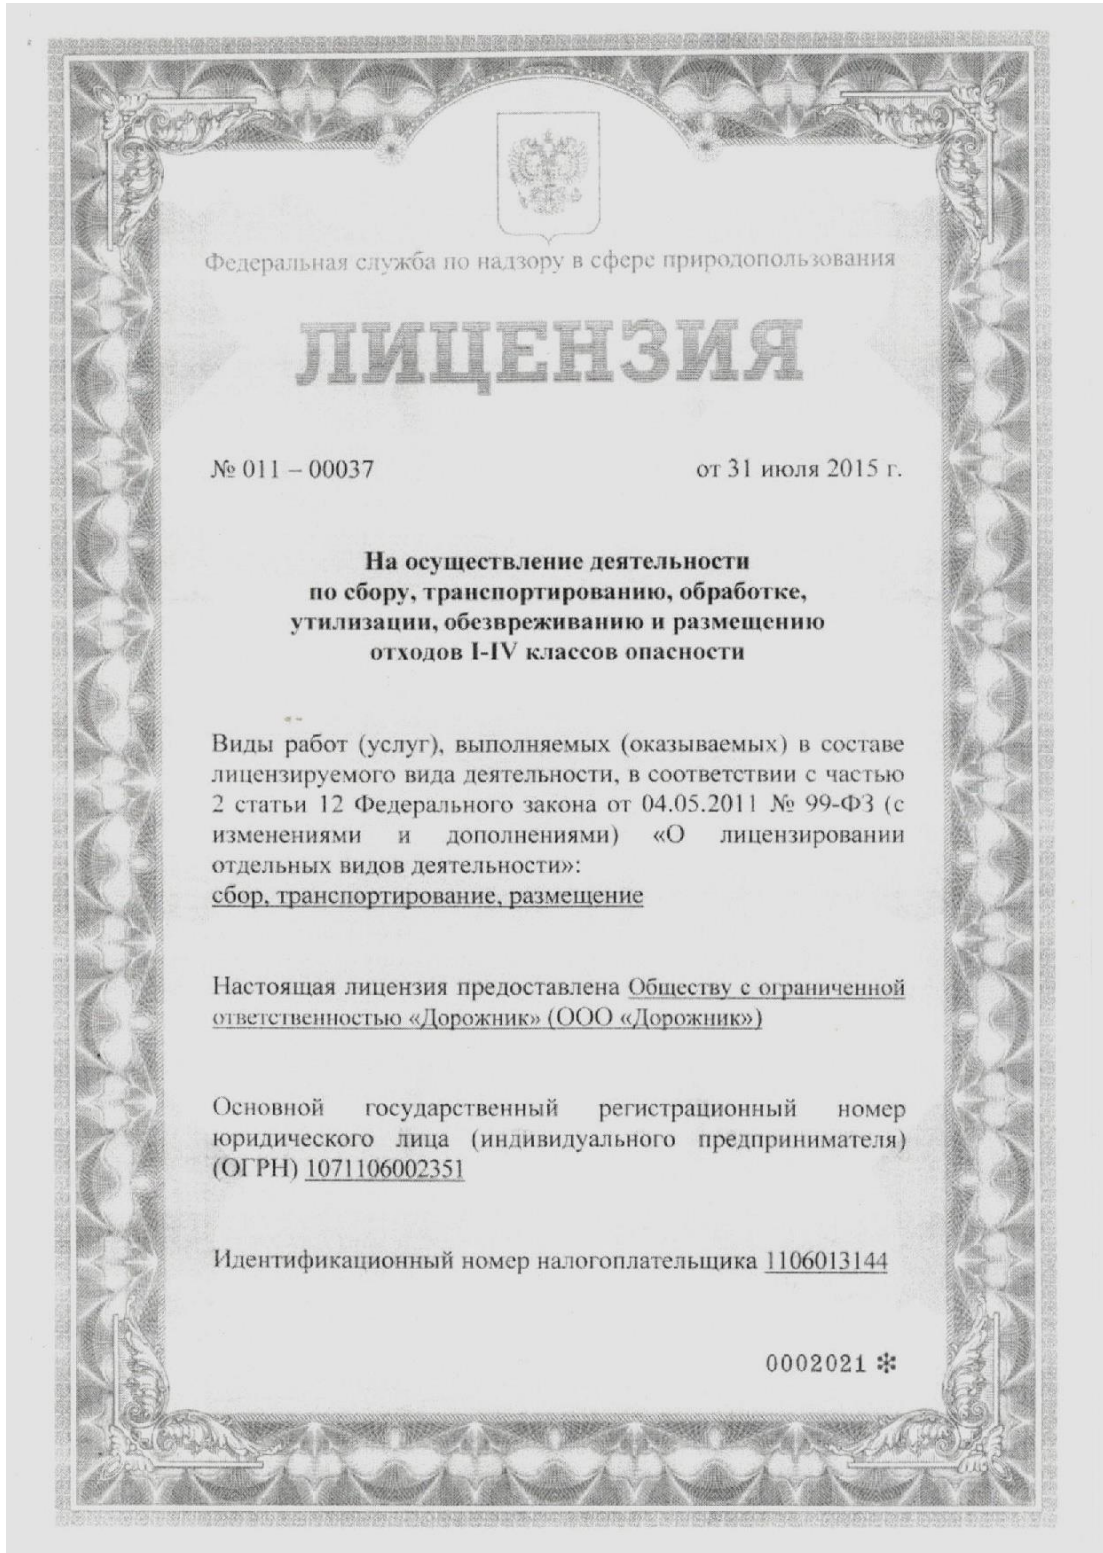 Федеральная служба по надзору в сфере природопользования
ЛИЦЕНЗИЯ
№ 011 – 00037
от 31 июля 2015 г.
На осуществление деятельности
по сбору, транспортированию, обработке,
утилизации, обезвреживанию и размещению
отходов I-IV классов опасности
Виды работ (услуг), выполняемых (оказываемых) в составе
лицензируемого вида деятельности, в соответствии с частью
2 статьи 12 Федерального закона от 04.05.2011 № 99-ФЗ (с
изменениями и дополнениями) «О лицензировании
отдельных видов деятельности»:
сбор, транспортирование, размещение
Настоящая лицензия предоставлена Обществу с ограниченной
ответственностью «Дорожник» (ООО «Дорожник»)
Основной государственный регистрационный номер
юридического лица (индивидуального предпринимателя)
(ОГРН) 1071106002351
Идентификационный номер налогоплательщика 1106013144
0002021 ✻